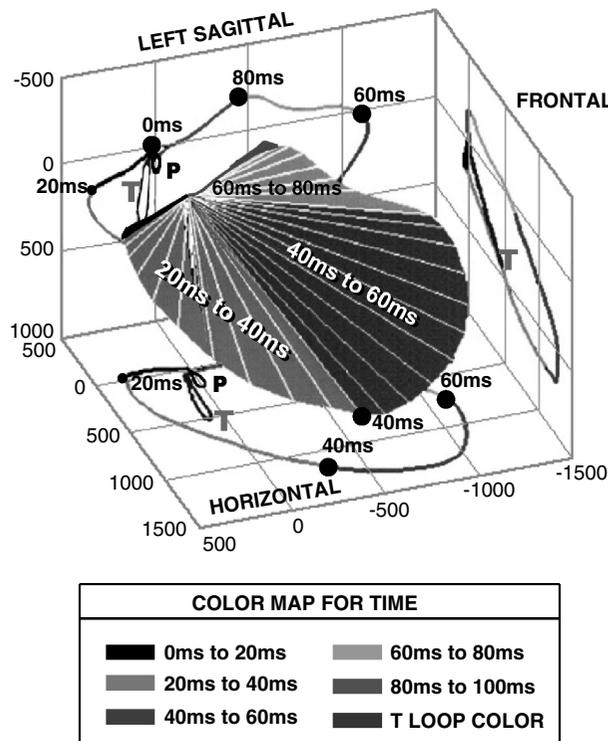 LEFT SAGITTAL
-500
80ms
60ms
FRONTAL
0ms
0
P
20ms
T
60ms to 80ms
500
40ms to 60ms
T
20ms to 40ms
1000
500
0
20ms
P
60ms
T
40ms
500
40ms
1000
HORIZONTAL
-1500
-1000
-500
0
1500
500
COLOR MAP FOR TIME
0ms to 20ms
60ms to 80ms
20ms to 40ms
80ms to 100ms
40ms to 60ms
T LOOP COLOR